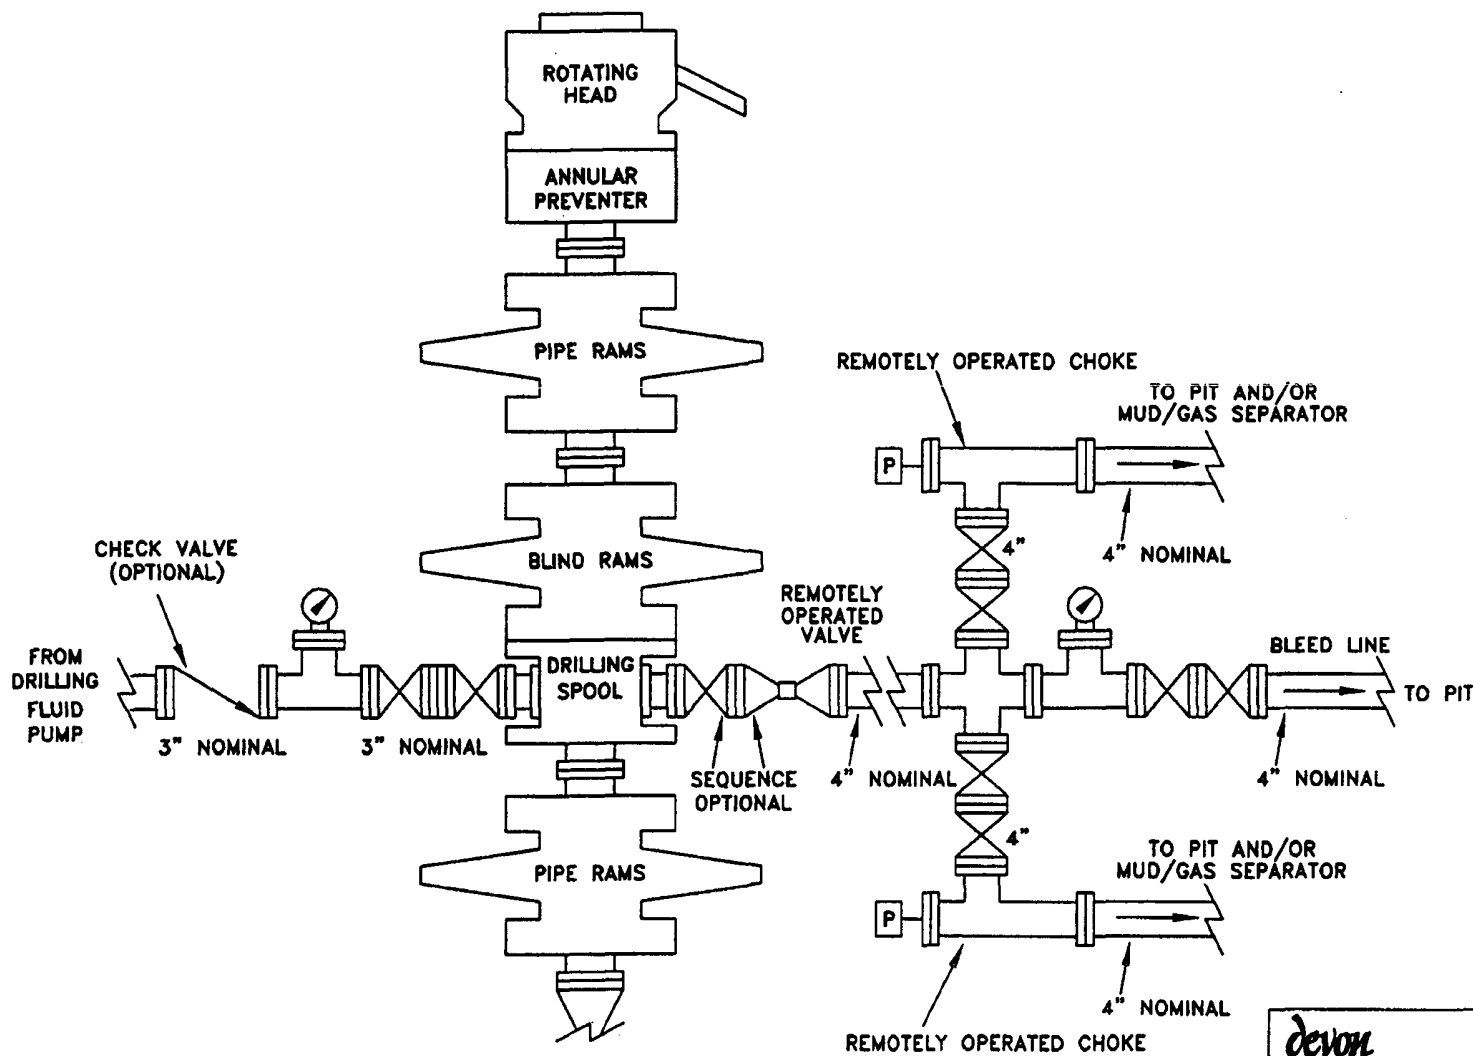 ROTATING
HEAD
ANNULAR
PREVENTER
PIPE RAMS
REMOTELY OPERATED CHOKE
TO PIT AND/OR
MUD/GAS SEPARATOR
P
4" NOMINAL
4"
CHECK VALVE
(OPTIONAL)
BLIND RAMS
REMOTELY
OPERATED
VALVE
FROM
DRILLING
FLUID
PUMP
DRILLING
SPOOL
BLEED LINE
TO PIT
3" NOMINAL
3" NOMINAL
SEQUENCE
OPTIONAL
4" NOMINAL
4" NOMINAL
4"
PIPE RAMS
TO PIT AND/OR
MUD/GAS SEPARATOR
P
4" NOMINAL
REMOTELY OPERATED CHOKE
devon